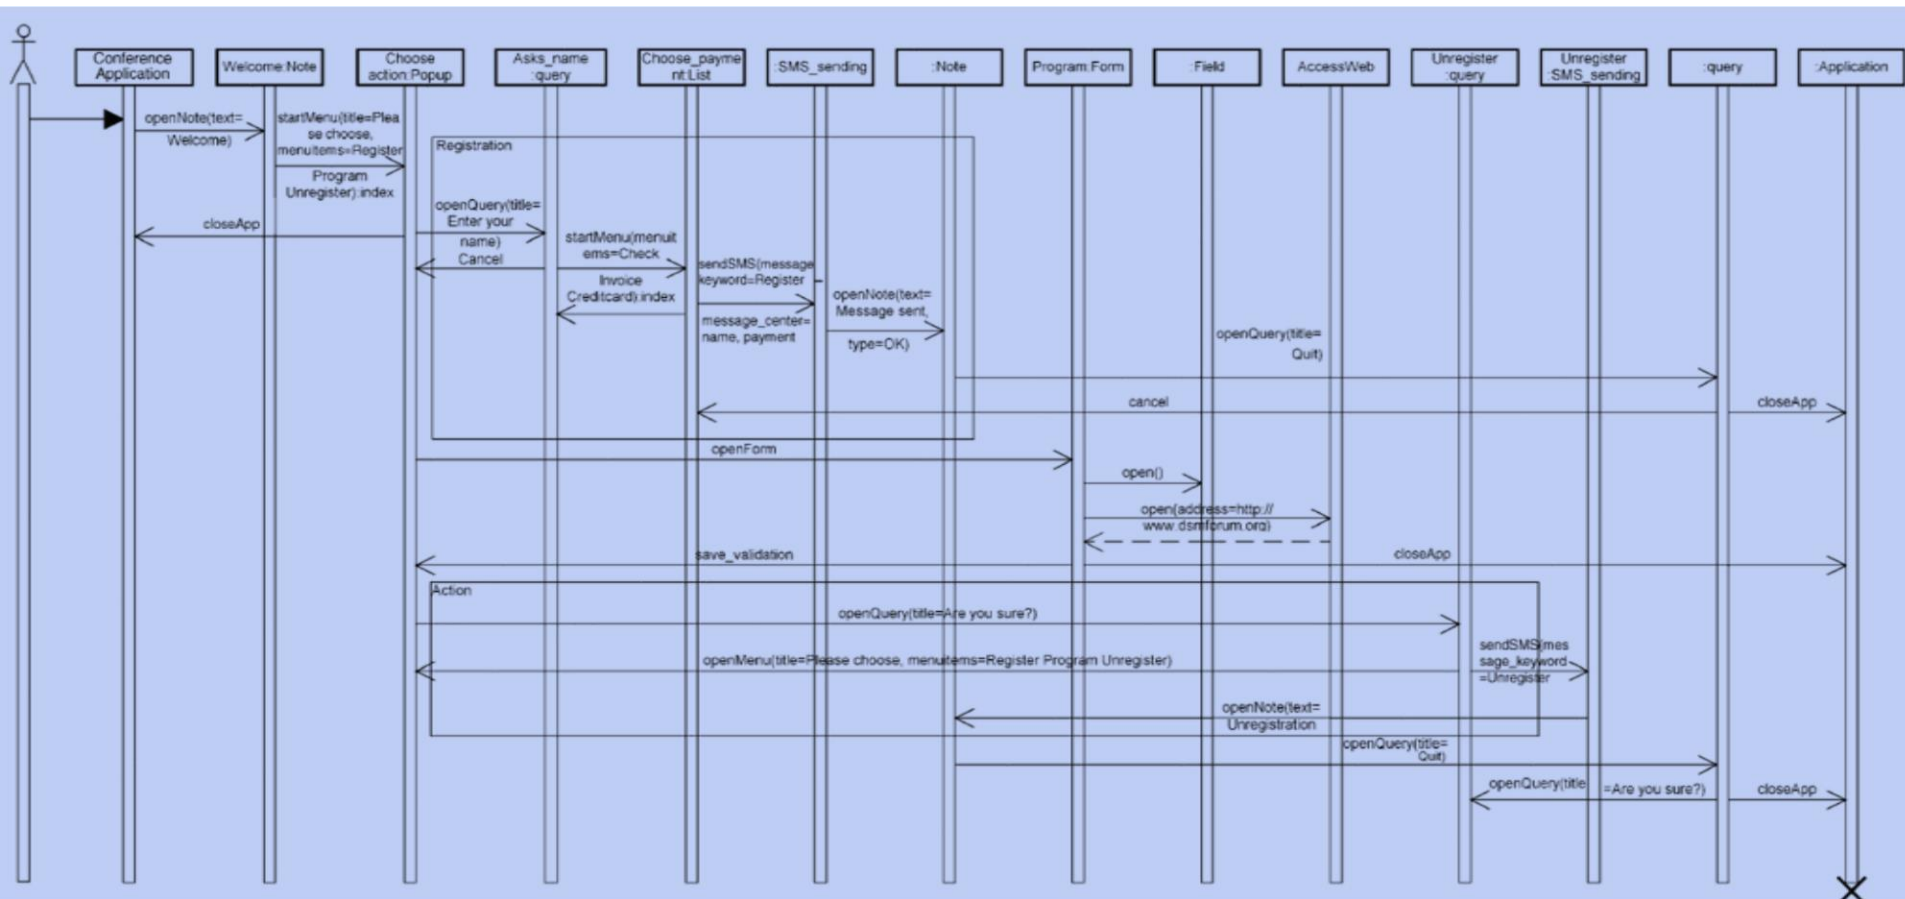 Conference
Application
Welcome:Note
Choose
action:Popup
Asks_name
:query
Choose_payme
nt:List
:SMS_sending
:Note
Program:Form
:Field
AccessWeb
Unregister
:query
Unregister
:SMS_sending
:query
:Application
openNote(text=
Welcome)
startMenu(title=Plea
se choose,
menuitems=Register
Program
Unregister):index
Registration
openQuery(title=
Enter your
name)
closeApp
Cancel
startMenu(menuit
ems=Check
Invoice
Creditcard):index
sendSMS(message
keyword=Register
message_center=
name, payment
openNote(text=
Message sent,
type=OK)
openQuery(title=
Quit)
cancel
closeApp
openForm
open()
open(address=http://
www.dsmforum.org)
save_validation
closeApp
Action
openQuery(title=Are you sure?)
openMenu(title=Please choose, menuitems=Register Program Unregister)
sendSMS(mes
sage_keyword
=Unregister
openNote(text=
Unregistration
openQuery(title=
Quit)
openQuery(title
=Are you sure?)
closeApp